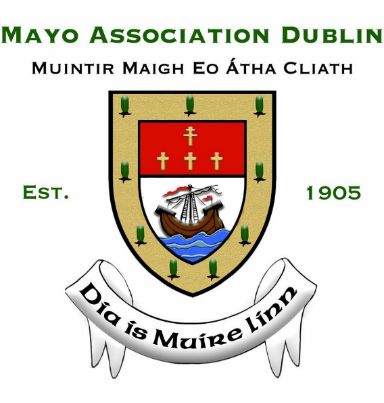 Mayo Association Dublin
Muintir Maigh Eo Átha Cliath
Est. 1905
Dia is Muire linn